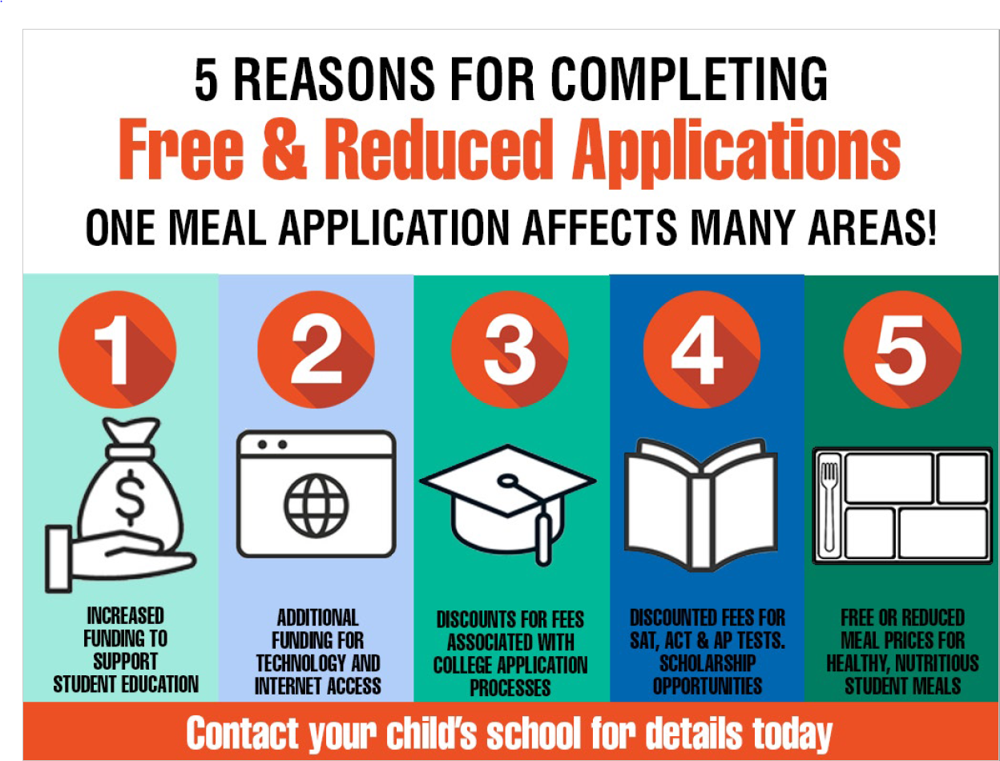 5 REASONS FOR COMPLETING
Free & Reduced Applications
ONE MEAL APPLICATION AFFECTS MANY AREAS!
1
2
3
4
5
$
INCREASED
FUNDING TO
SUPPORT
STUDENT EDUCATION
ADDITIONAL
FUNDING FOR
TECHNOLOGY AND
INTERNET ACCESS
DISCOUNTS FOR FEES
ASSOCIATED WITH
COLLEGE APPLICATION
PROCESSES
DISCOUNTED FEES FOR
SAT, ACT & AP TESTS.
SCHOLARSHIP
OPPORTUNITIES
FREE OR REDUCED
MEAL PRICES FOR
HEALTHY, NUTRITIOUS
STUDENT MEALS
Contact your child's school for details today